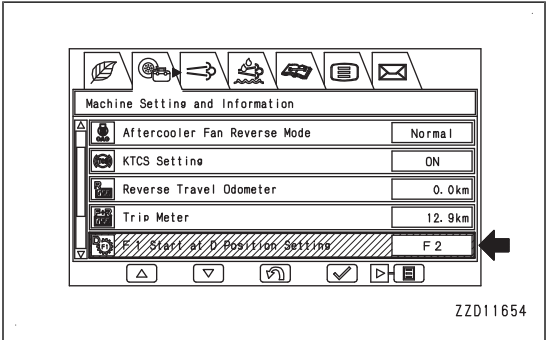 Machine Setting and Information
Aftercooler Fan Reverse Mode Normal
KTCS Setting ON
Reverse Travel Odometer 0.0km
Trip Meter 12.9km
F1 Start at D Position Setting F2
ZZD11654